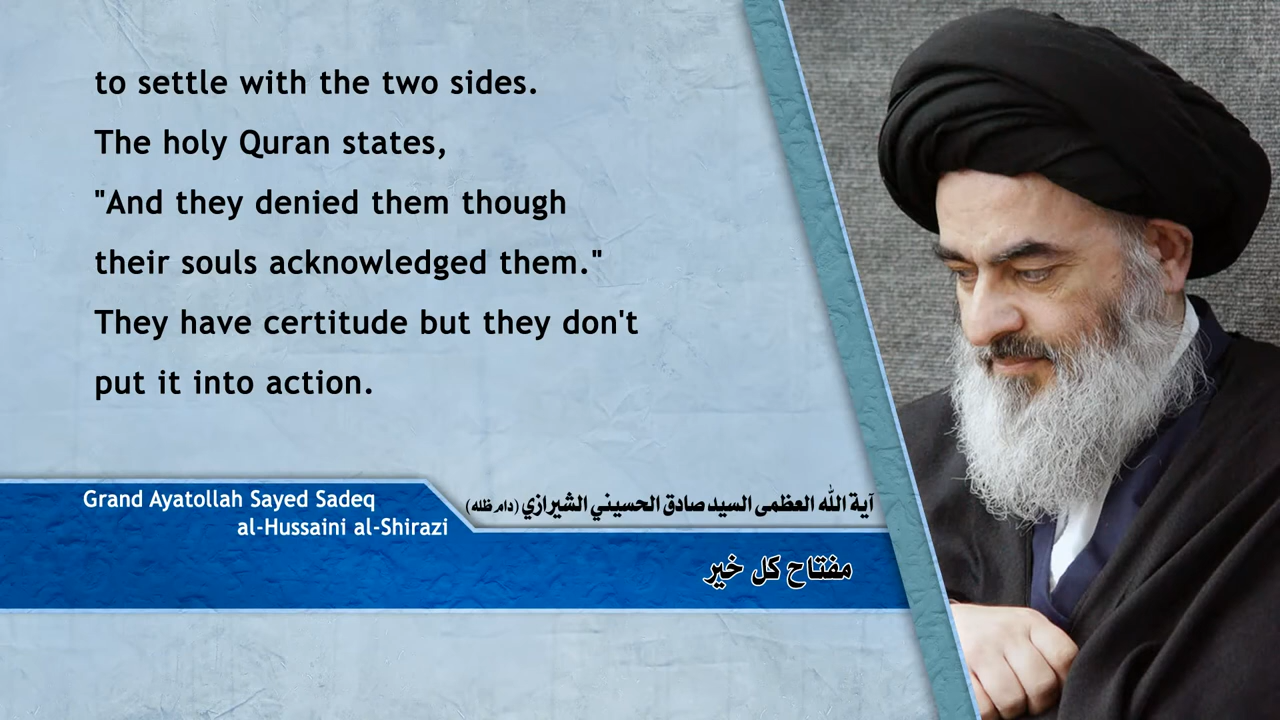 to settle with the two sides.
The holy Quran states,
"And they denied them though
their souls acknowledged them."
They have certitude but they don't
put it into action.
Grand Ayatollah Sayed Sadeq
al-Hussaini al-Shirazi
آية الله العظمى السيد صادق الحسيني الشيرازي (دام ظله)
مفتاح كل خير